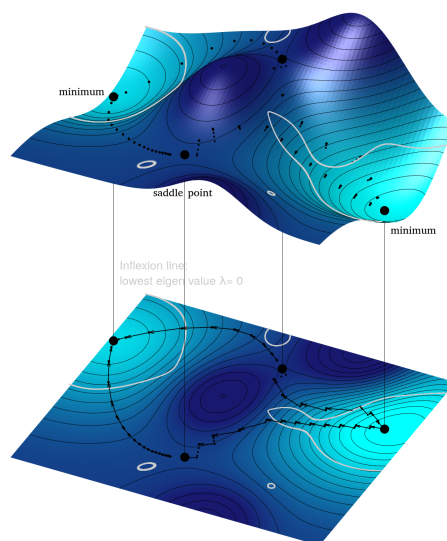 minimum
saddle point
minimum
Inflexion line:
lowest eigen value λ= 0